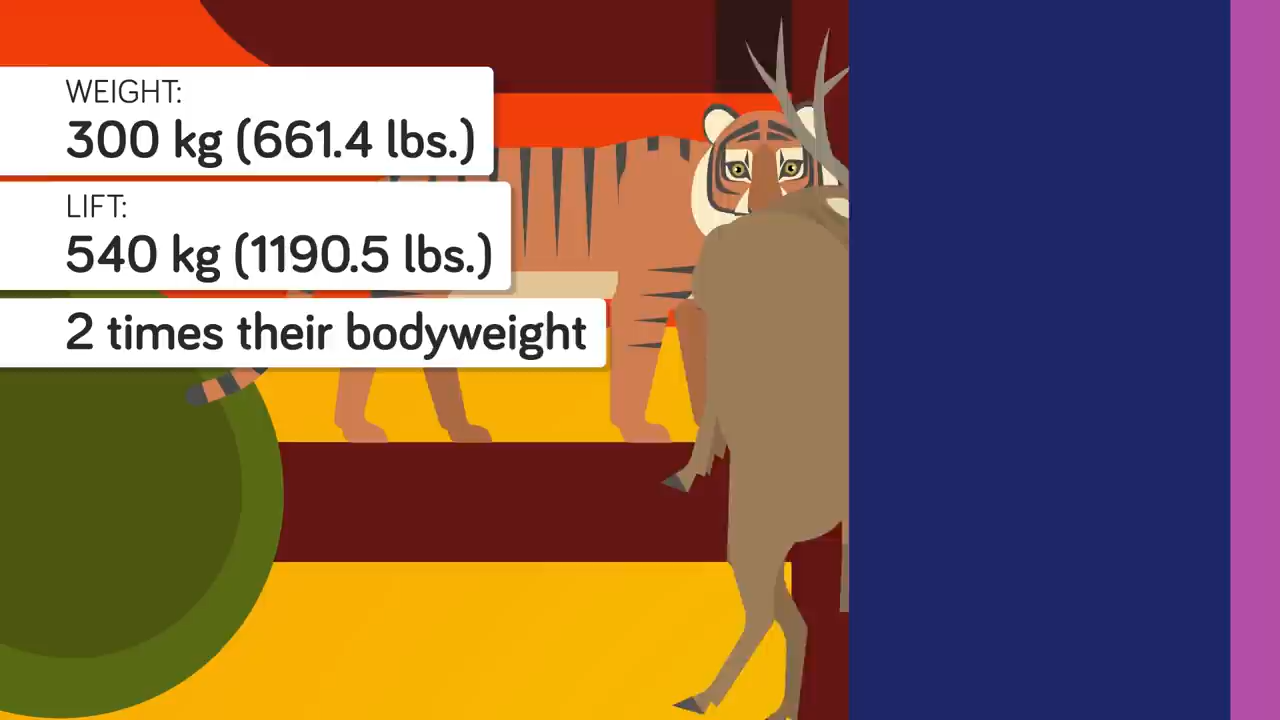 WEIGHT:
300 kg (661.4 lbs.)
LIFT:
540 kg (1190.5 lbs.)
2 times their bodyweight